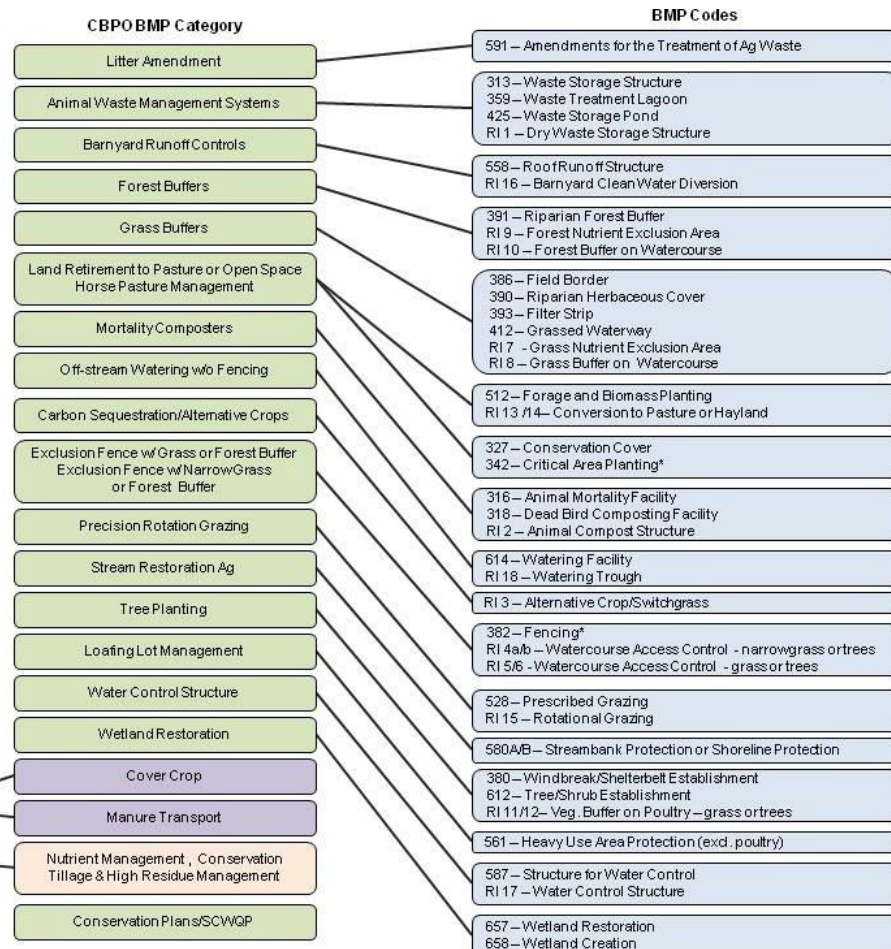 CBPO BMP Category
Litter Amendment
Animal Waste Management Systems
Barnyard Runoff Controls
Forest Buffers
Grass Buffers
Land Retirement to Pasture or Open Space
Horse Pasture Management
Mortality Composters
Off-stream Watering w/o Fencing
Carbon Sequestration/Alternative Crops
Exclusion Fence w/ Grass or Forest Buffer
Exclusion Fence w/ Narrow Grass
or Forest Buffer
Precision Rotation Grazing
Stream Restoration Ag
Tree Planting
Loafing Lot Management
Water Control Structure
Wetland Restoration
Cover Crop
Manure Transport
Nutrient Management , Conservation
Tillage & High Residue Management
Conservation Plans/SCWQP
BMP Codes
591 – Amendments for the Treatment of Ag Waste
313 – Waste Storage Structure
359 – Waste Treatment Lagoon
425 – Waste Storage Pond
RI 1 – Dry Waste Storage Structure
558 – Roof Runoff Structure
RI 16 – Barnyard Clean Water Diversion
391 – Riparian Forest Buffer
RI 9 – Forest Nutrient Exclusion Area
RI 10 – Forest Buffer on Watercourse
386 – Field Border
390 – Riparian Herbaceous Cover
393 – Filter Strip
412 – Grassed Waterway
RI 7 - Grass Nutrient Exclusion Area
RI 8 – Grass Buffer on Watercourse
512 – Forage and Biomass Planting
RI 13 /14– Conversion to Pasture or Hayland
327 – Conservation Cover
342 – Critical Area Planting*
316 – Animal Mortality Facility
318 – Dead Bird Composting Facility
RI 2 – Animal Compost Structure
614 – Watering Facility
RI 18 – Watering Trough
RI 3 – Alternative Crop/Switchgrass
382 – Fencing*
RI 4a/b – Watercourse Access Control - narrow grass or trees
RI 5/6 - Watercourse Access Control - grass or trees
528 – Prescribed Grazing
RI 15 – Rotational Grazing
580A/B – Streambank Protection or Shoreline Protection
380 – Windbreak/Shelterbelt Establishment
612 – Tree/Shrub Establishment
RI 11/12– Veg. Buffer on Poultry – grass or trees
561 – Heavy Use Area Protection (excl. poultry)
587 – Structure for Water Control
RI 17 – Water Control Structure
657 – Wetland Restoration
658 – Wetland Creation